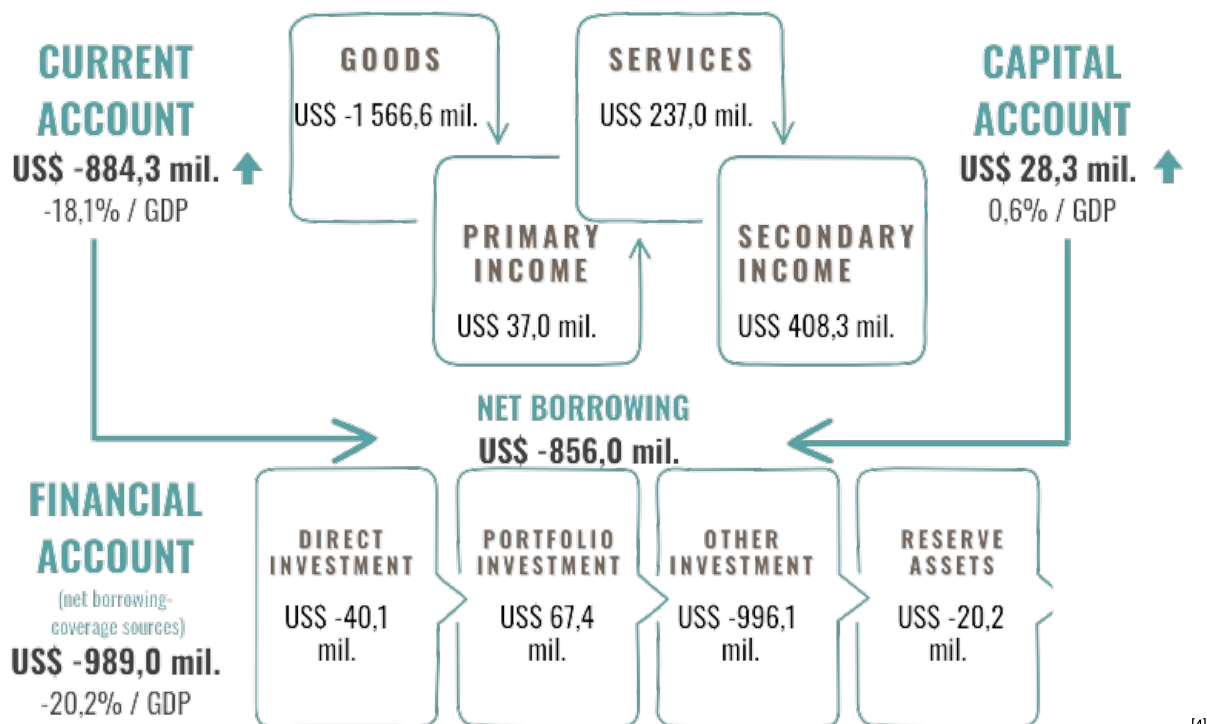 CURRENT
ACCOUNT
US$ -884,3 mil.
-18,1% / GDP
GOODS
US$ -1 566,6 mil.
SERVICES
US$ 237,0 mil.
CAPITAL
ACCOUNT
US$ 28,3 mil.
0,6% / GDP
PRIMARY
INCOME
US$ 37,0 mil.
SECONDARY
INCOME
US$ 408,3 mil.
NET BORROWING
US$ -856,0 mil.
FINANCIAL
ACCOUNT
(net borrowing-
coverage sources)
US$ -989,0 mil.
-20,2% / GDP
DIRECT
INVESTMENT
US$ -40,1
mil.
PORTFOLIO
INVESTMENT
US$ 67,4
mil.
OTHER
INVESTMENT
US$ -996,1
mil.
RESERVE
ASSETS
US$ -20,2
mil.